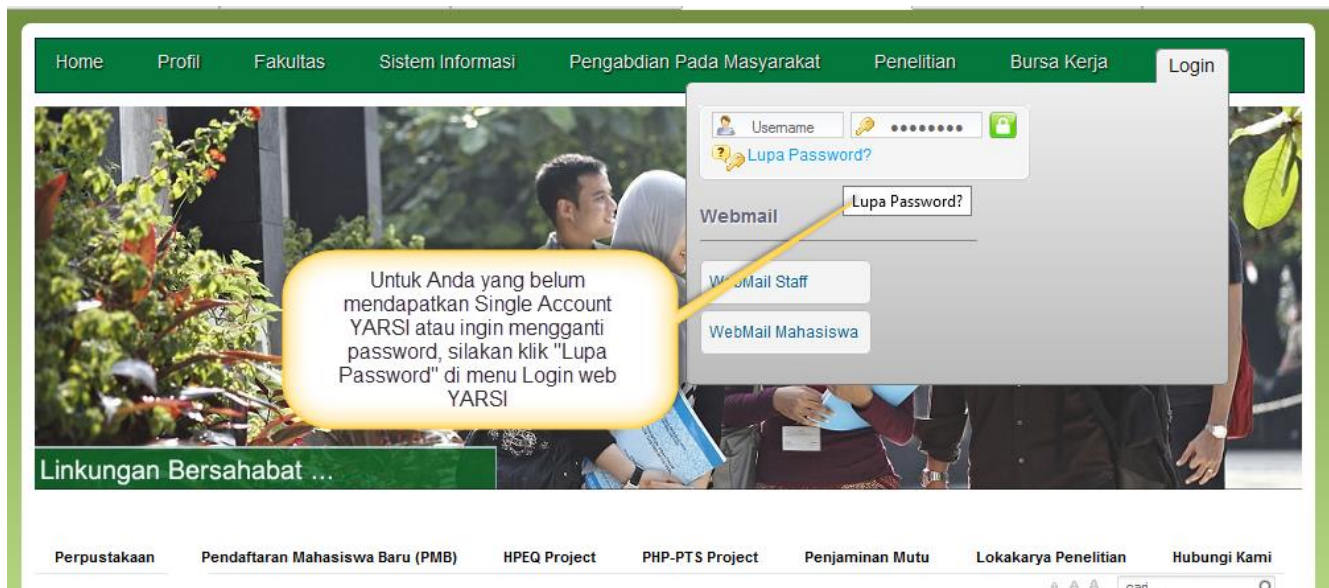 Home Profil Fakultas Sistem Informasi Pengabdian Pada Masyarakat Penelitian Bursa Kerja Login
Username ••••••••
Lupa Password?
Lupa Password?
Webmail
WebMail Staff
WebMail Mahasiswa
Untuk Anda yang belum
mendapatkan Single Account
YARSI atau ingin mengganti
password, silakan klik "Lupa
Password" di menu Login web
YARSI
Linkungan Bersahabat ...
Perpustakaan Pendaftaran Mahasiswa Baru (PMB) HPEQ Project PHP-PTS Project Penjaminan Mutu Lokakarya Penelitian Hubungi Kami
A A A cari